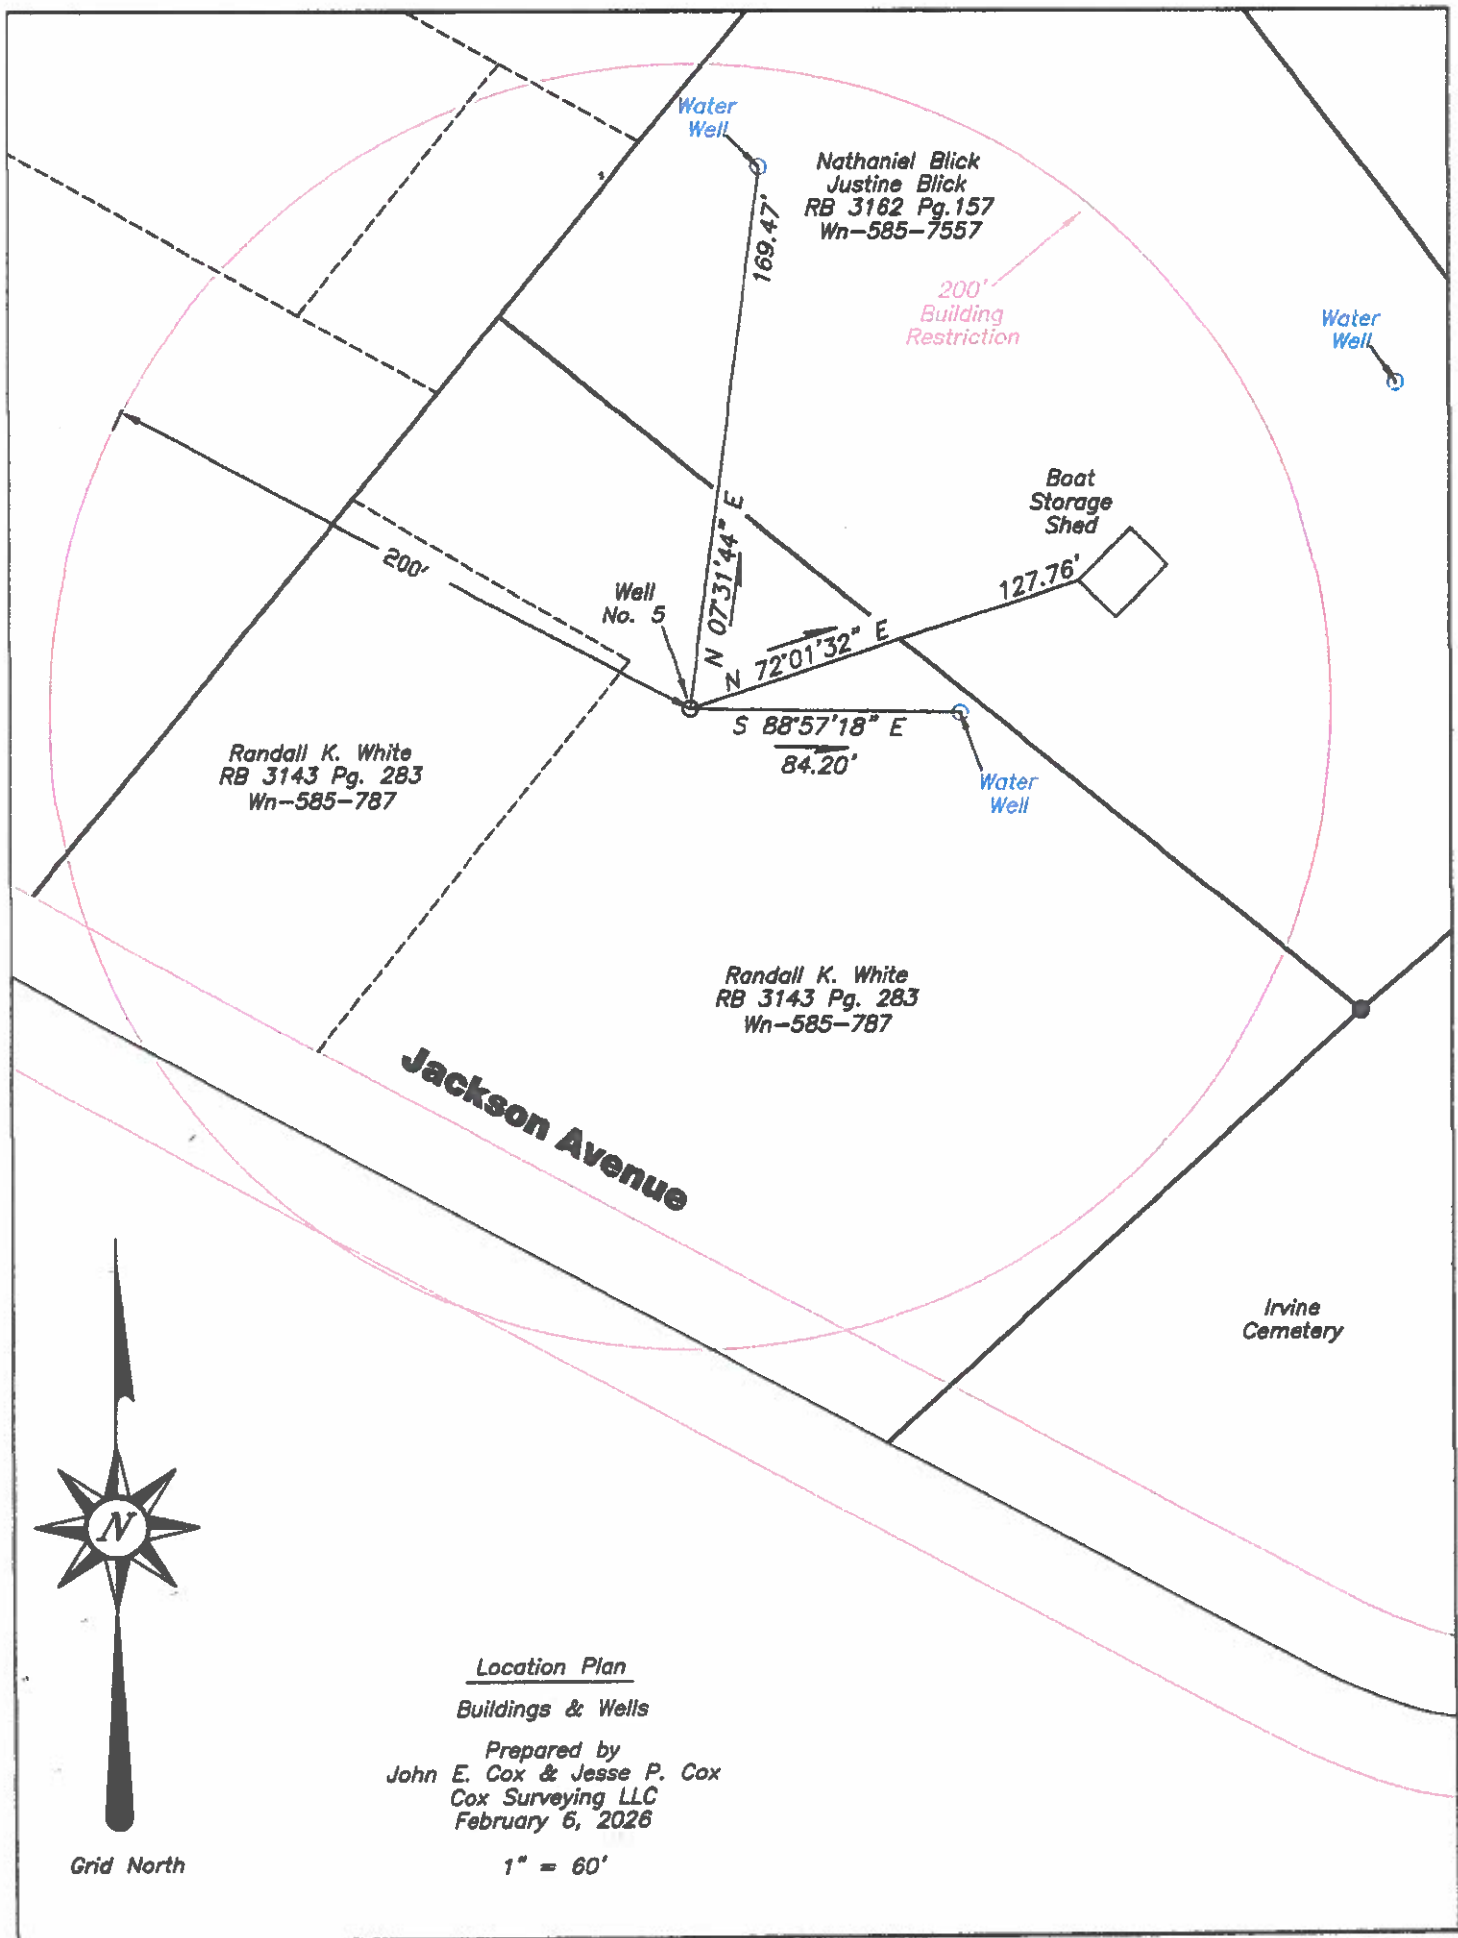 Water
Well
Nathaniel Blick
Justine Blick
RB 3162 Pg.157
Wn-585-7557
169.47'
200'
Building
Restriction
Water
Well
Boat
Storage
Shed
127.76'
200'
Well
No. 5
N 07°31'44" E
N 72°01'32" E
S 88°57'18" E
84.20'
Water
Well
Randall K. White
RB 3143 Pg. 283
Wn-585-787
Randall K. White
RB 3143 Pg. 283
Wn-585-787
Jackson Avenue
Irvine
Cemetery
N
Grid North
Location Plan
Buildings & Wells
Prepared by
John E. Cox & Jesse P. Cox
Cox Surveying LLC
February 6, 2026
1" = 60'